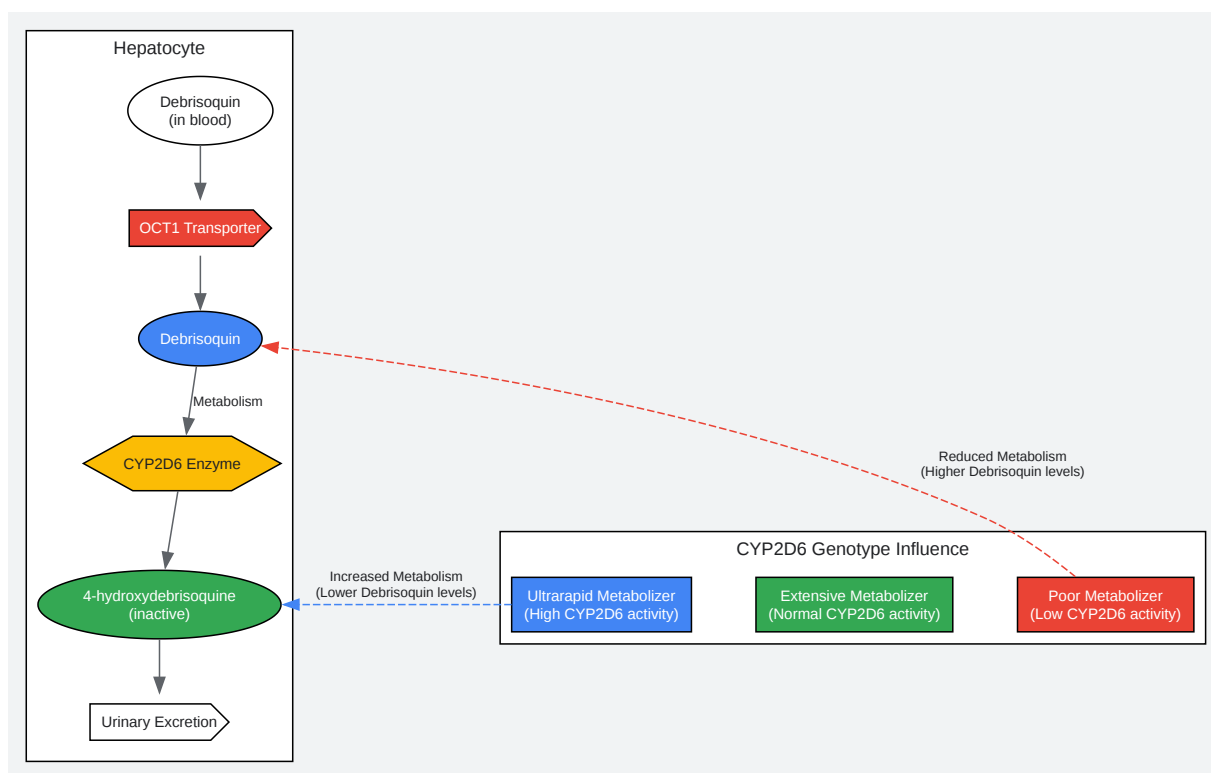 Hepatocyte
Debrisoquin
(in blood)
OCT1 Transporter
Debrisoquin
Metabolism
CYP2D6 Enzyme
4-hydroxydebrisoquine
(inactive)
Urinary Excretion
Reduced Metabolism
(Higher Debrisoquin levels)
Increased Metabolism
(Lower Debrisoquin levels)
CYP2D6 Genotype Influence
Ultrarapid Metabolizer
(High CYP2D6 activity)
Extensive Metabolizer
(Normal CYP2D6 activity)
Poor Metabolizer
(Low CYP2D6 activity)